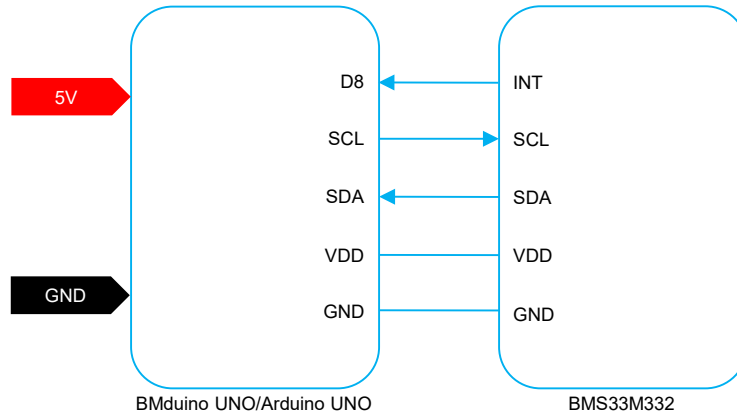 5V
GND
D8
SCL
SDA
VDD
GND
BMduino UNO/Arduino UNO
INT
SCL
SDA
VDD
GND
BMS33M332